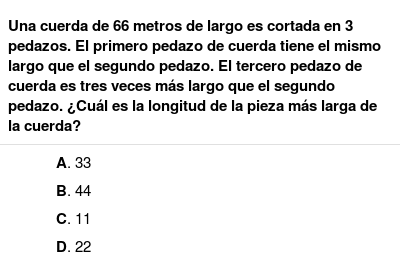 Una cuerda de 66 metros de largo es cortada en 3
pedazos. El primero pedazo de cuerda tiene el mismo
largo que el segundo pedazo. El tercero pedazo de
cuerda es tres veces más largo que el segundo
pedazo. ¿Cuál es la longitud de la pieza más larga de
la cuerda?
A. 33
B. 44
C. 11
D. 22